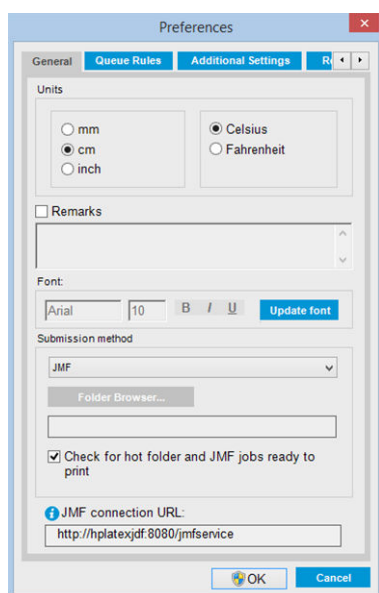 Preferences
General Queue Rules Additional Settings
Units
mm
cm
inch
Celsius
Fahrenheit
Remarks
Font:
Arial 10 B I U Update font
Submission method
JMF
Folder Browser...
Check for hot folder and JMF jobs ready to
print
JMF connection URL:
http://hplatexjdf:8080/jmfservice
OK Cancel